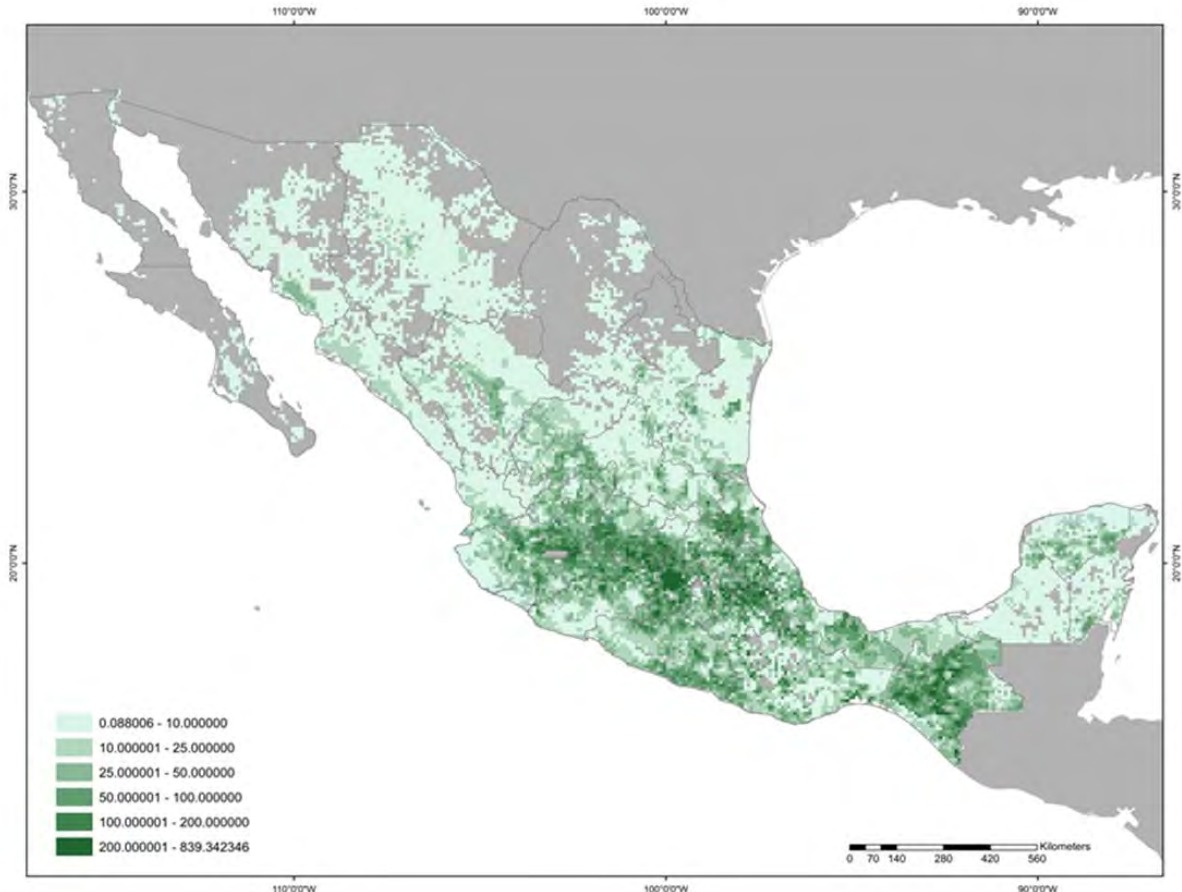 110°0'0"W 100°0'0"W 90°0'0"W
30°0'0"N 30°0'0"N
20°0'0"N 20°0'0"N
0.088006 - 10.000000
10.000001 - 25.000000
25.000001 - 50.000000
50.000001 - 100.000000
100.000001 - 200.000000
200.000001 - 839.342346
Kilometers
0 70 140 280 420 560
110°0'0"W 100°0'0"W 90°0'0"W